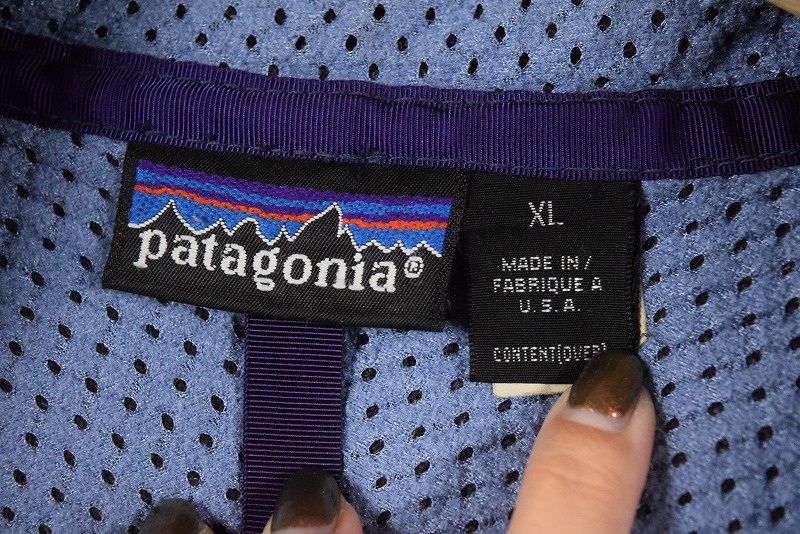 patagonia®
XL
MADE IN/
FABRIQUE A
U.S.A.
CONTENT(OVER)